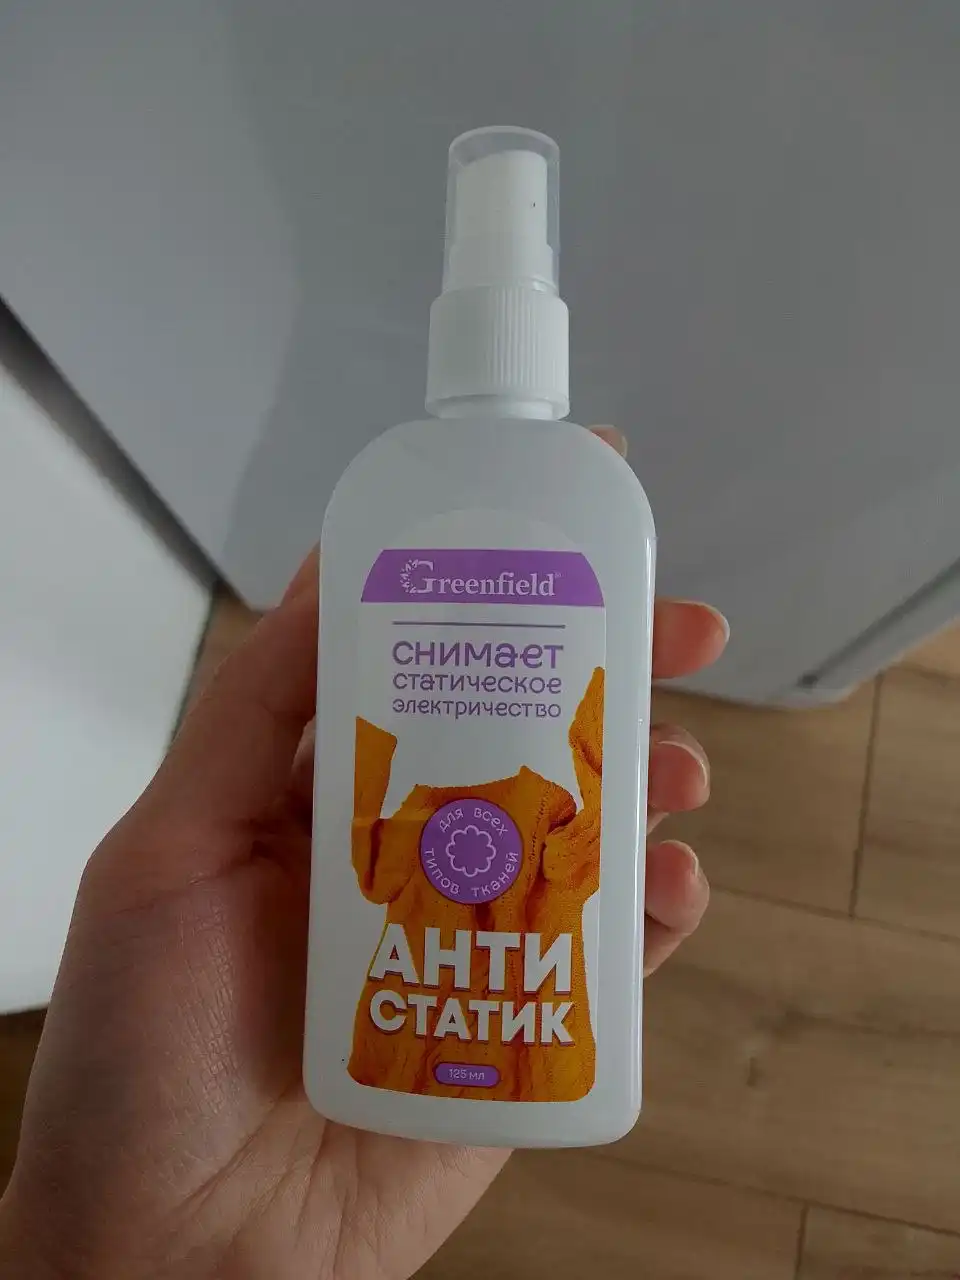 Greenfield®
СНИМАЕТ
СТАТИЧЕСКОЕ
ЭЛЕКТРИЧЕСТВО
ДЛЯ ВСЕХ
ТИПОВ ТКАНЕЙ
АНТИ
СТАТИК
125 МЛ